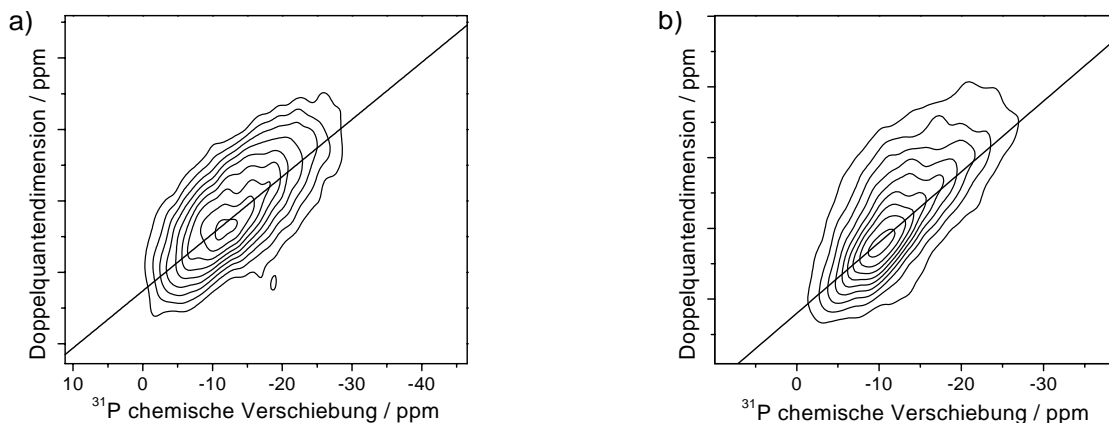 a)
Doppelquantendimension / ppm
10 0 -10 -20 -30 -40
³¹P chemische Verschiebung / ppm
b)
Doppelquantendimension / ppm
0 -10 -20 -30
³¹P chemische Verschiebung / ppm